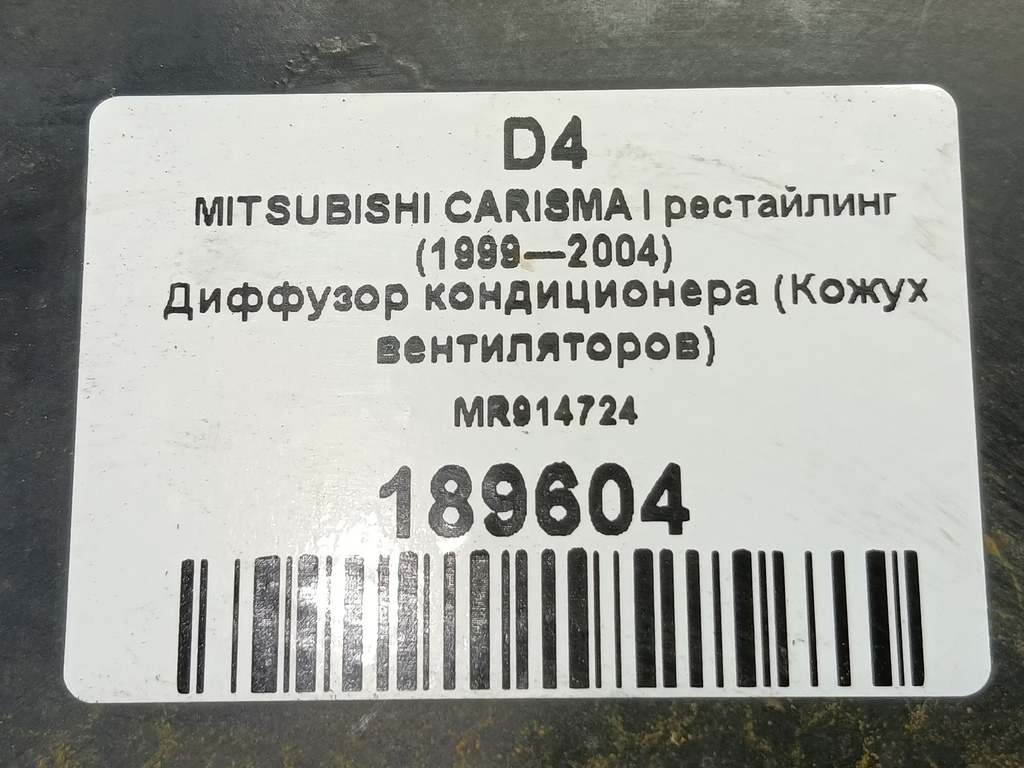 D4
MITSUBISHI CARISMA I рестайлинг
(1999—2004)
Диффузор кондиционера (Кожух
вентиляторов)
MR914724
189604